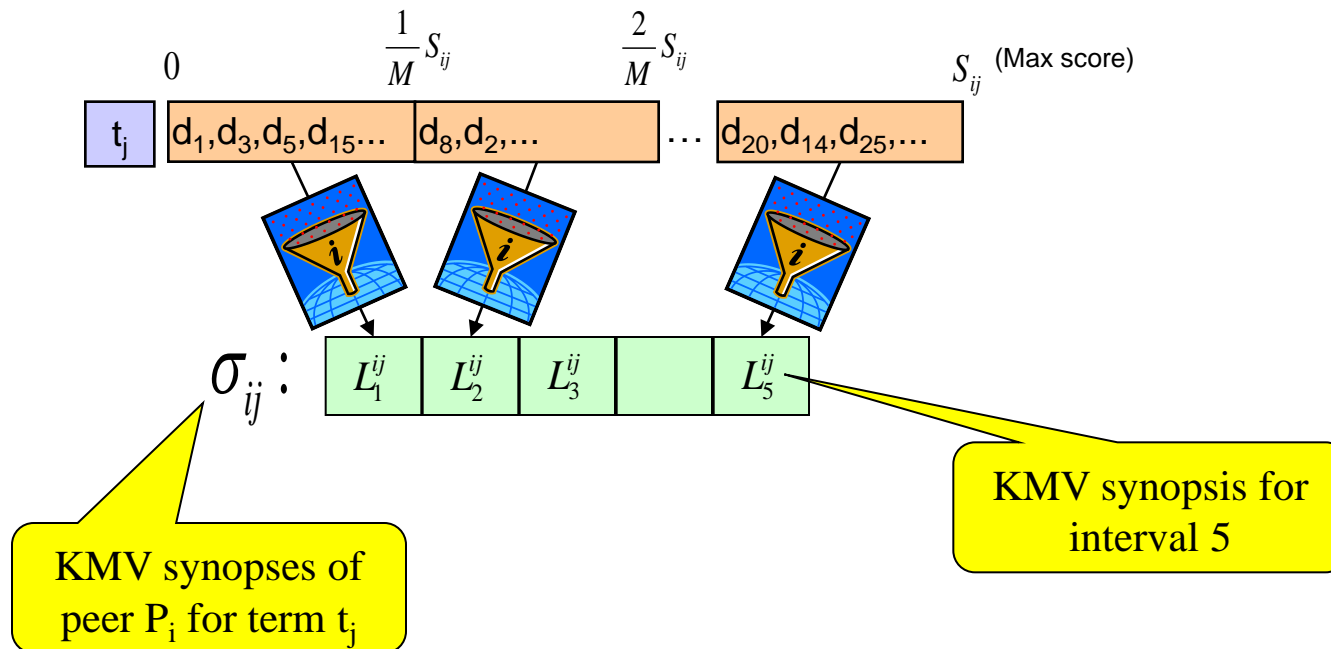 0 1/M S_ij 2/M S_ij S_ij (Max score)
t_j d_1,d_3,d_5,d_15... d_8,d_2,... ... d_20,d_14,d_25,...
i i i
σ_ij : L_1^ij L_2^ij L_3^ij L_5^ij
KMV synopsis for
interval 5
KMV synopses of
peer P_i for term t_j